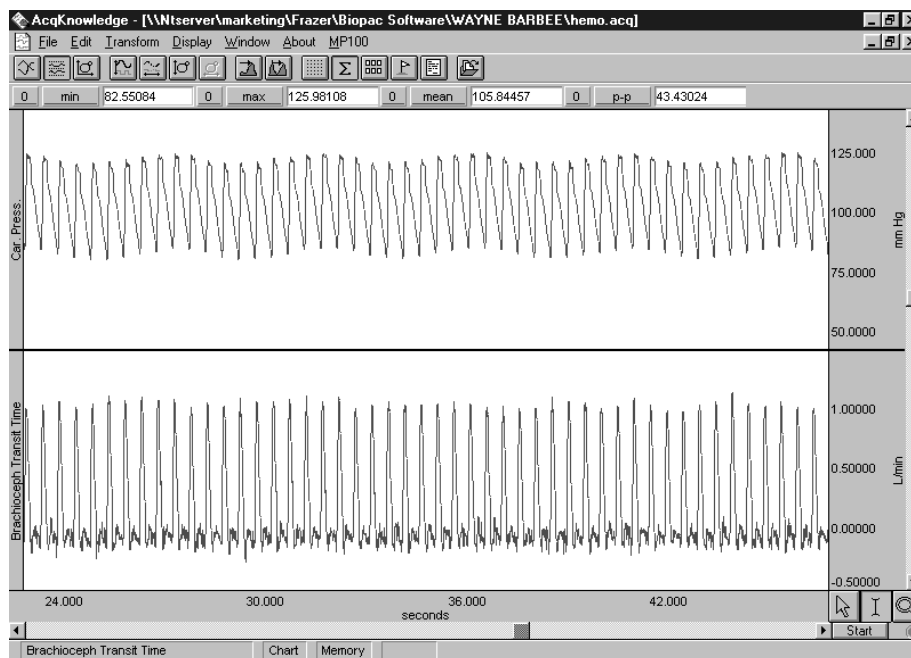 AcqKnowledge - [\\Ntserver\marketing\Frazer\Biopac Software\WAYNE BARBEE\hemo.acq]
File Edit Transform Display Window About MP100
0 min 82.55084 0 max 125.98108 0 mean 105.84457 0 p-p 43.43024
Car. Press.
125.000
100.000
75.0000
50.0000
mm Hg
Brachioceph Transit Time
1.00000
0.50000
0.00000
-0.50000
L/min
24.000 30.000 36.000 42.000
seconds
Start
Brachioceph Transit Time Chart Memory